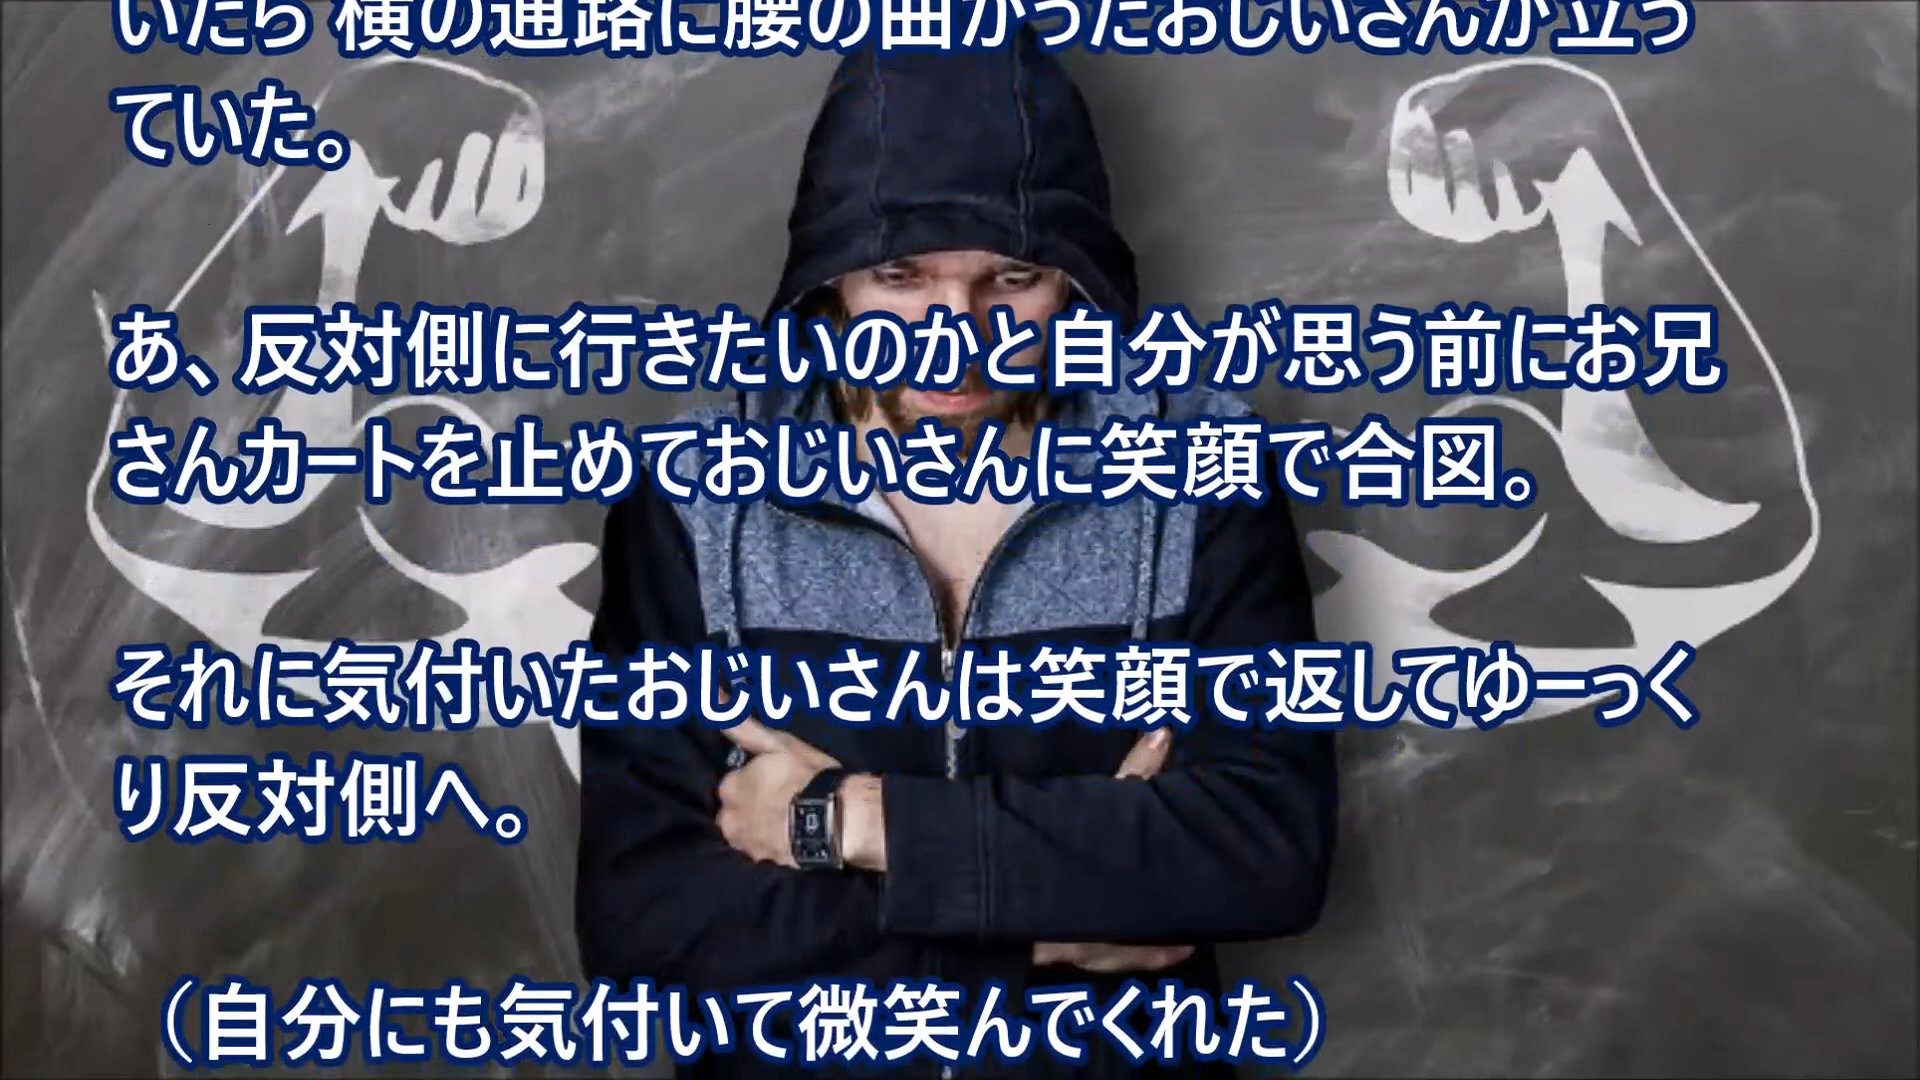 いたら 横の通路に腰の曲がったおじいさんが立っ
ていた。
あ、反対側に行きたいのかと自分が思う前にお兄
さんカートを止めておじいさんに笑顔で合図。
それに気付いたおじいさんは笑顔で返してゆーっく
り反対側へ。
（自分にも気付いて微笑んでくれた）